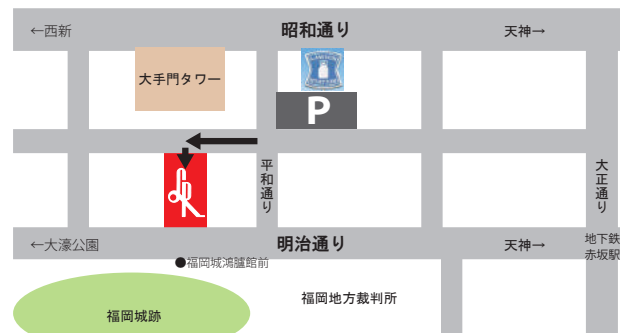 ←西新
昭和通り
天神→
大手門タワー
LAWSON
P
平和通り
大正通り
←大濠公園
明治通り
天神→
地下鉄
赤坂駅
●福岡城鴻臚館前
福岡地方裁判所
福岡城跡